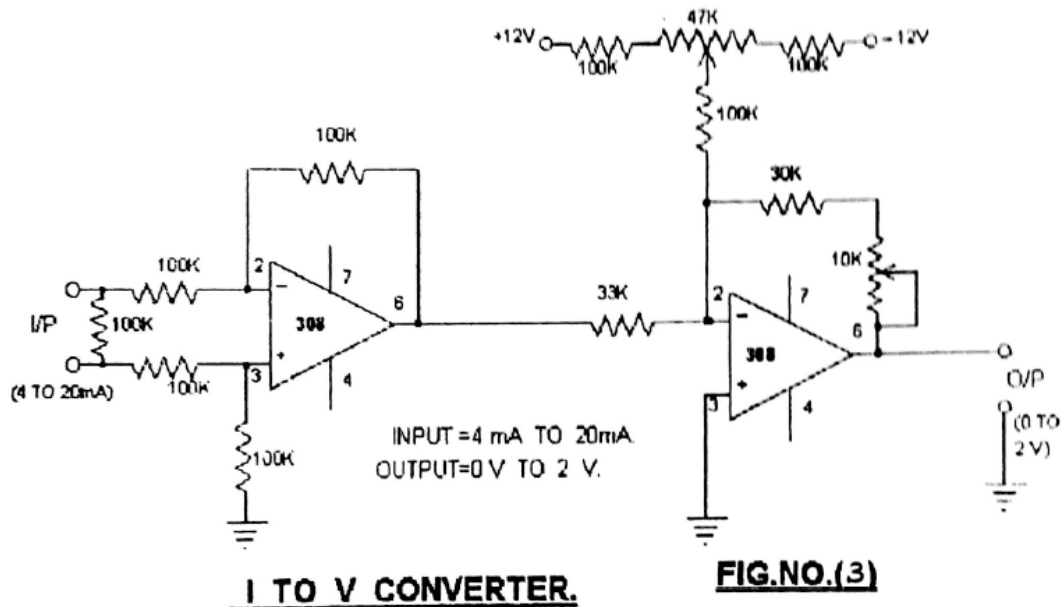 47K
+12V
-12V
100K
100K
100K
100K
30K
100K
10K
2
7
6
33K
2
7
I/P
100K
308
6
308
3
4
(4 TO 20mA)
100K
3
4
O/P
(0 TO
2 V)
100K
INPUT =4 mA TO 20mA.
OUTPUT=0 V TO 2 V.
I TO V CONVERTER.
FIG.NO.(3)